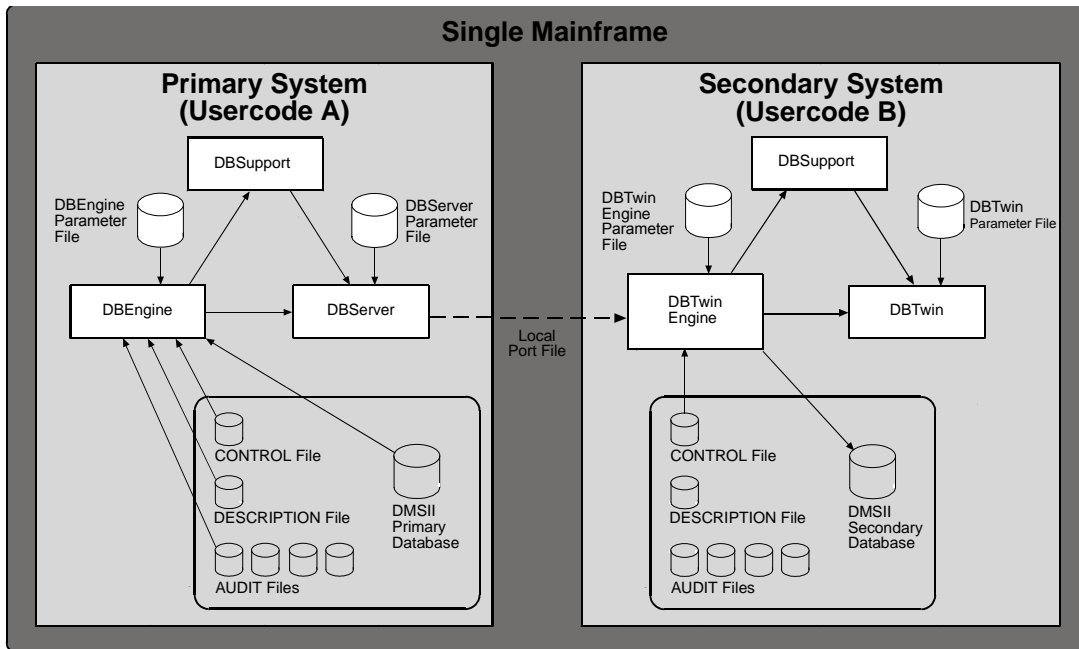 Single Mainframe
Primary System
(Usercode A)
DBSupport
DBEngine
Parameter
File
DBServer
Parameter
File
DBEngine
DBServer
CONTROL File
DESCRIPTION File
AUDIT Files
DMSII
Primary
Database
Local
Port File
Secondary System
(Usercode B)
DBSupport
DBTwin
Engine
Parameter
File
DBTwin
Parameter File
DBTwin
Engine
DBTwin
CONTROL File
DESCRIPTION File
AUDIT Files
DMSII
Secondary
Database